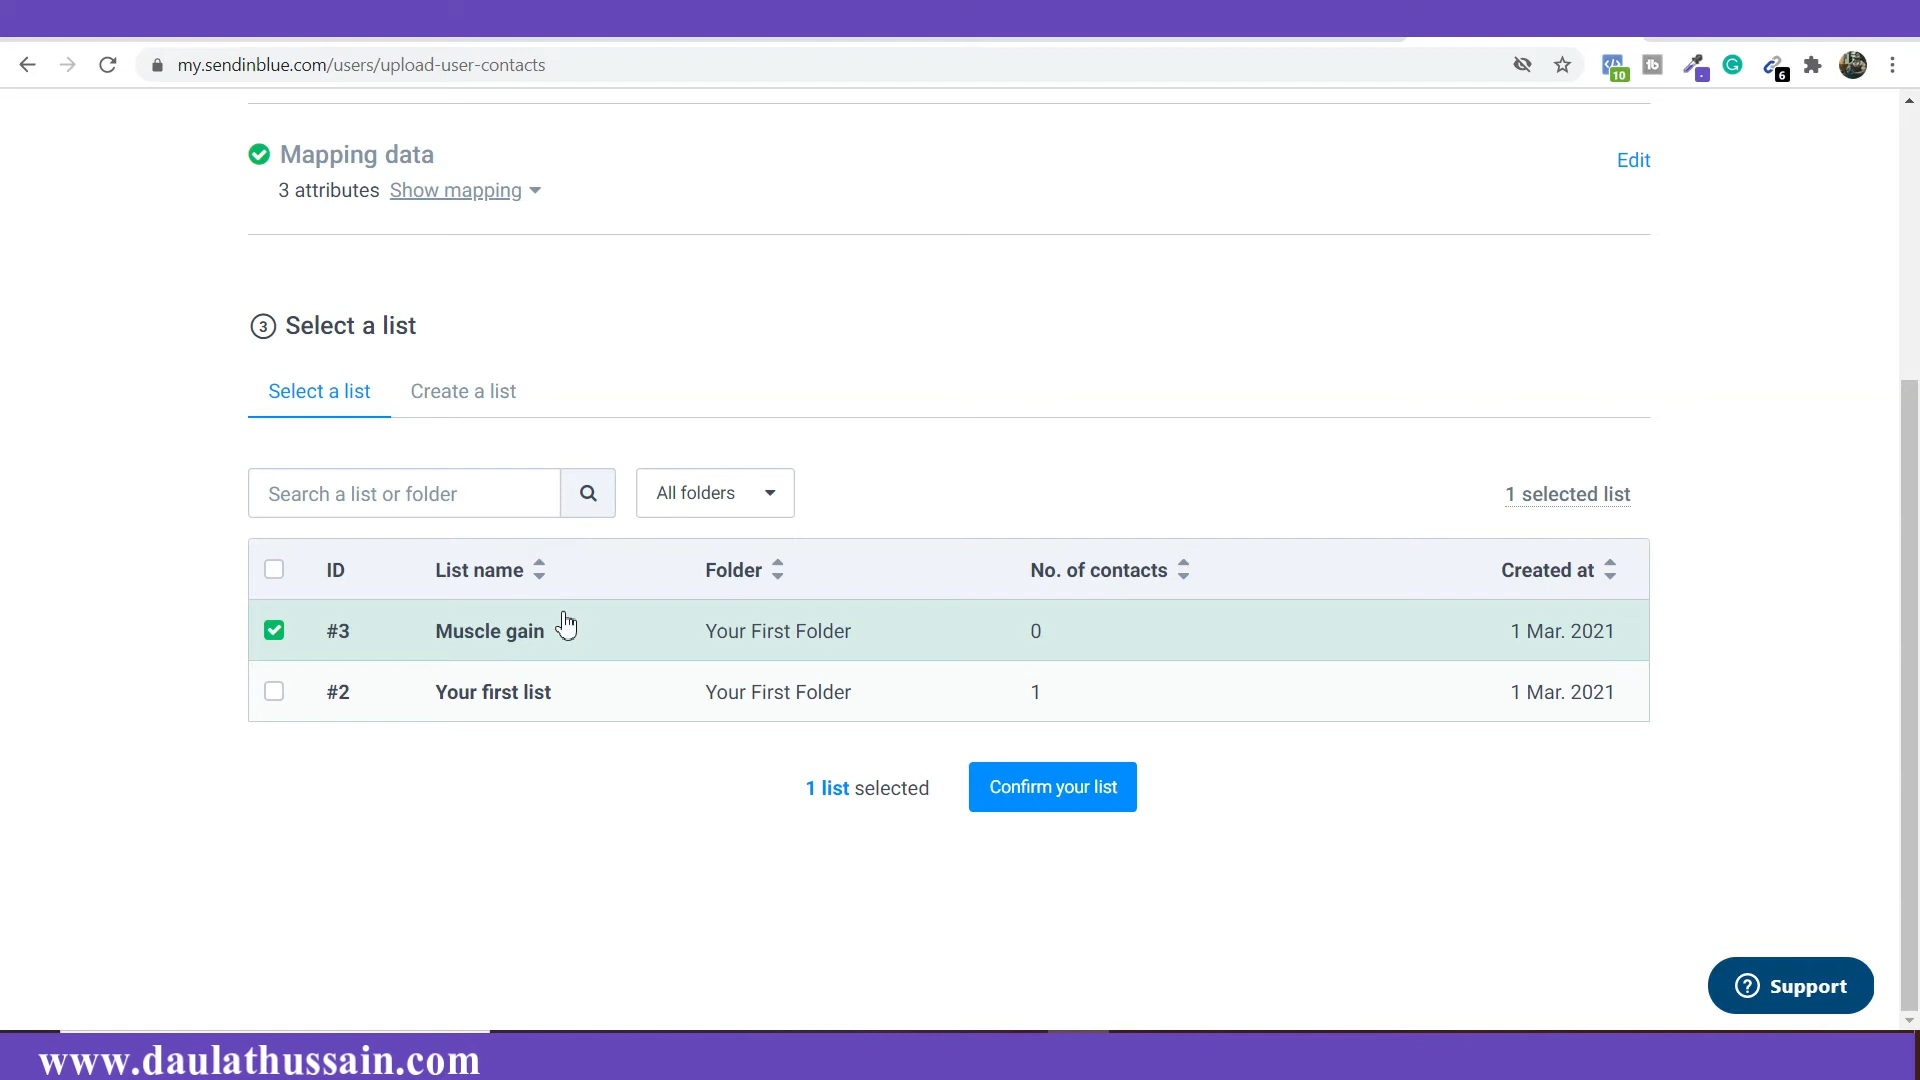 my.sendinblue.com/users/upload-user-contacts
10
6
Mapping data
Edit
3 attributes Show mapping
3 Select a list
Select a list Create a list
Search a list or folder
All folders
1 selected list
ID List name Folder No. of contacts Created at
#3 Muscle gain Your First Folder 0 1 Mar. 2021
#2 Your first list Your First Folder 1 1 Mar. 2021
1 list selected Confirm your list
? Support
www.daulathussain.com